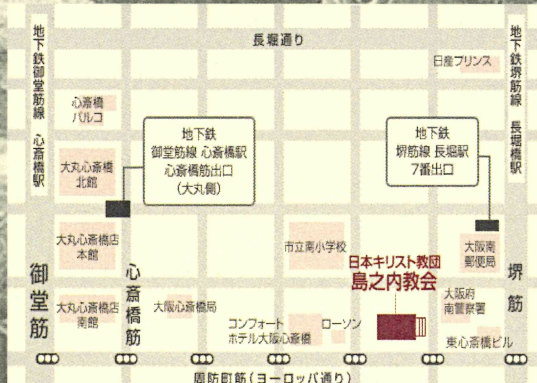 長堀通り
地下鉄御堂筋線 心斎橋駅
地下鉄堺筋線 長堀橋駅
日産プリンス
心斎橋
パルコ
地下鉄
御堂筋線 心斎橋駅
心斎橋筋出口
(大丸側)
地下鉄
堺筋線 長堀駅
7番出口
大丸心斎橋
北館
大丸心斎橋店
本館
市立南小学校
大阪南
郵便局
日本キリスト教団
島之内教会
御堂筋
心斎橋筋
堺筋
大丸心斎橋店
南館
大阪心斎橋局
コンフォート
ホテル大阪心斎橋
ローソン
大阪府
南警察署
東心斎橋ビル
周防町筋(ヨーロッパ通り)